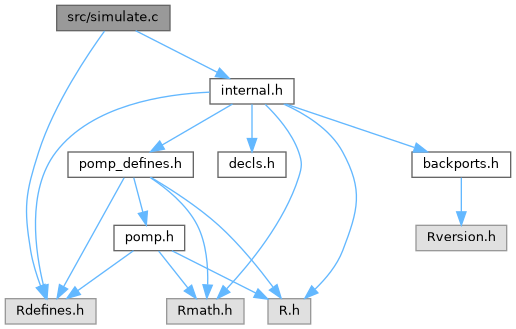 src/simulate.c
internal.h
pomp_defines.h
decls.h
backports.h
pomp.h
Rversion.h
Rdefines.h
Rmath.h
R.h